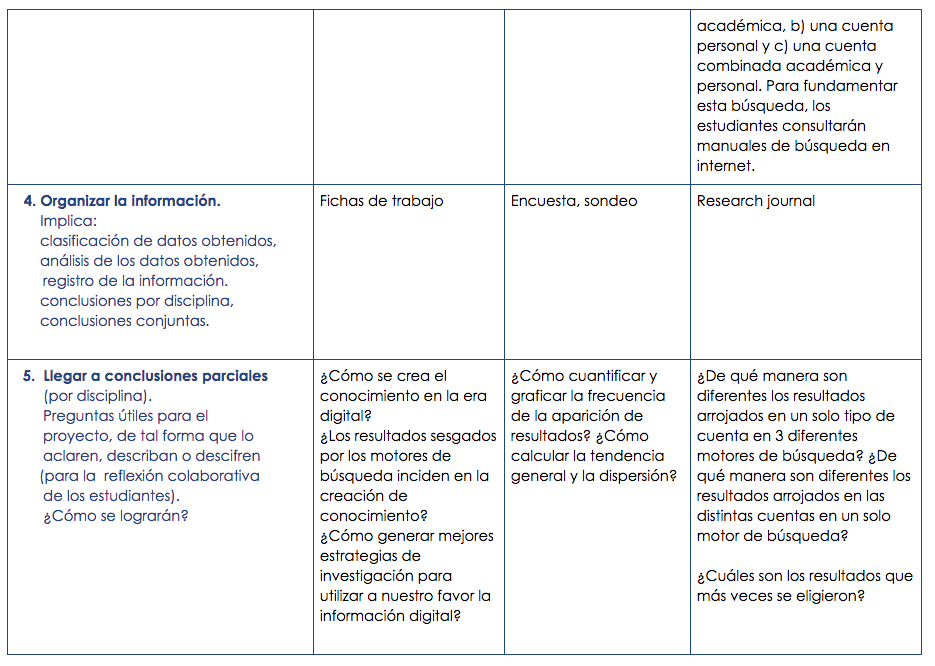 académica, b) una cuenta
personal y c) una cuenta
combinada académica y
personal. Para fundamentar
esta búsqueda, los
estudiantes consultarán
manuales de búsqueda en
internet.
4. Organizar la información.
Implica:
clasificación de datos obtenidos,
análisis de los datos obtenidos,
registro de la información.
conclusiones por disciplina,
conclusiones conjuntas.
Fichas de trabajo
Encuesta, sondeo
Research journal
5. Llegar a conclusiones parciales
(por disciplina).
Preguntas útiles para el
proyecto, de tal forma que lo
aclaren, describan o descifren
(para la reflexión colaborativa
de los estudiantes).
¿Cómo se lograrán?
¿Cómo se crea el
conocimiento en la era
digital?
¿Los resultados sesgados
por los motores de
búsqueda inciden en la
creación de
conocimiento?
¿Cómo generar mejores
estrategias de
investigación para
utilizar a nuestro favor la
información digital?
¿Cómo cuantificar y
graficar la frecuencia
de la aparición de
resultados? ¿Cómo
calcular la tendencia
general y la dispersión?
¿De qué manera son
diferentes los resultados
arrojados en un solo tipo de
cuenta en 3 diferentes
motores de búsqueda? ¿De
qué manera son diferentes los
resultados arrojados en las
distintas cuentas en un solo
motor de búsqueda?
¿Cuáles son los resultados que
más veces se eligieron?